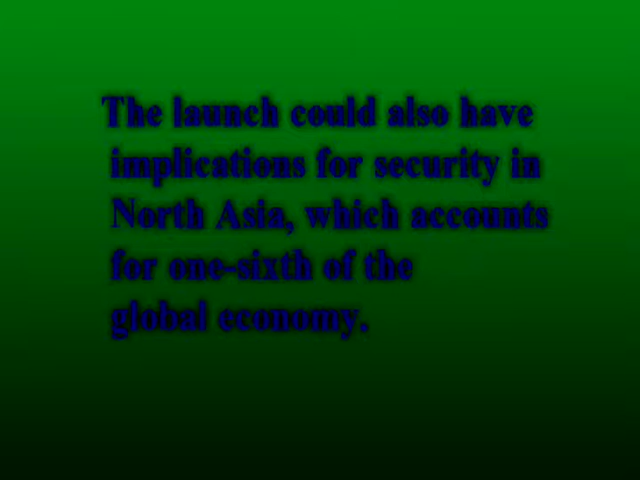 The launch could also have
implications for security in
North Asia, which accounts
for one-sixth of the
global economy.